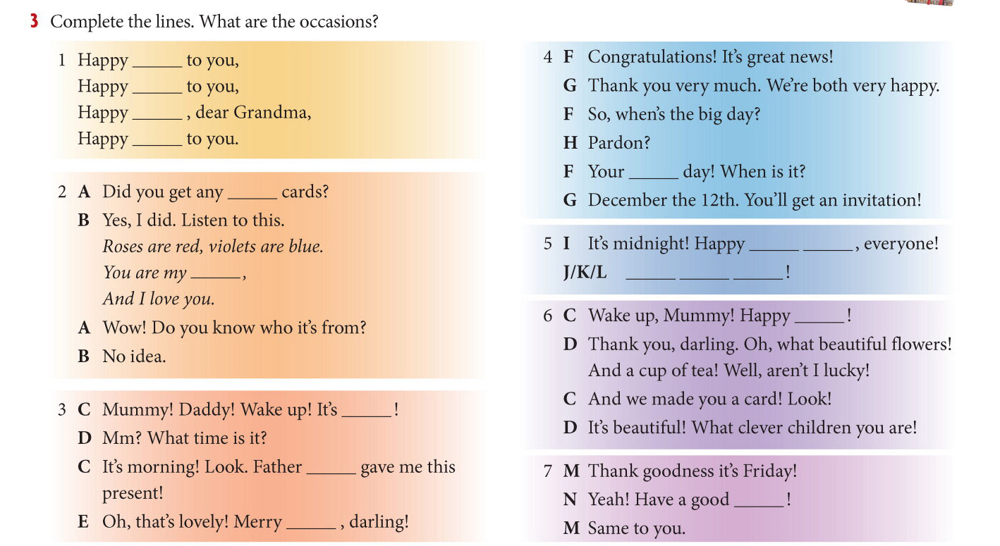 3 Complete the lines. What are the occasions?
1 Happy ______ to you,
Happy ______ to you,
Happy ______ , dear Grandma,
Happy ______ to you.
2 A Did you get any ______ cards?
B Yes, I did. Listen to this.
Roses are red, violets are blue.
You are my ______,
And I love you.
A Wow! Do you know who it’s from?
B No idea.
3 C Mummy! Daddy! Wake up! It’s ______!
D Mm? What time is it?
C It’s morning! Look. Father ______ gave me this
present!
E Oh, that’s lovely! Merry ______ , darling!
4 F Congratulations! It’s great news!
G Thank you very much. We’re both very happy.
F So, when’s the big day?
H Pardon?
F Your ______ day! When is it?
G December the 12th. You’ll get an invitation!
5 I It’s midnight! Happy ______ ______, everyone!
J/K/L ______ ______ ______!
6 C Wake up, Mummy! Happy ______!
D Thank you, darling. Oh, what beautiful flowers!
And a cup of tea! Well, aren’t I lucky!
C And we made you a card! Look!
D It’s beautiful! What clever children you are!
7 M Thank goodness it’s Friday!
N Yeah! Have a good ______!
M Same to you.